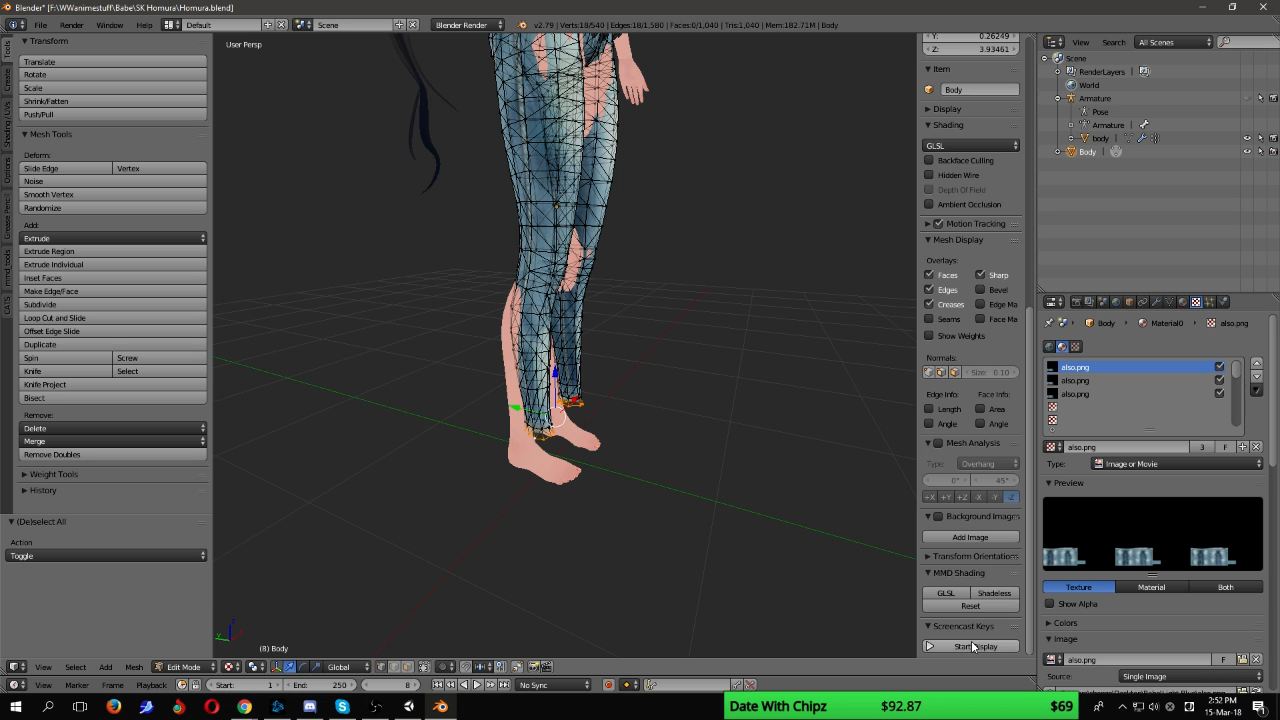 Blender* [F:\WWanimestuff\Babe\SK Homura\Homura.blend]
File Render Window Help Default Scene Blender Render v2.79 | Verts:18/540 | Edges:18/1,580 | Faces:0/1,040 | Tris:1,040 | Mem:182.71M | Body
Tools
Create
Shading / UVs
Options
Grease Pencil
mmd_tools
CATS
Transform
Translate
Rotate
Scale
Shrink/Fatten
Push/Pull
Mesh Tools
Deform:
Slide Edge Vertex
Noise
Smooth Vertex
Randomize
Add:
Extrude
Extrude Region
Extrude Individual
Inset Faces
Make Edge/Face
Subdivide
Loop Cut and Slide
Offset Edge Slide
Duplicate
Spin Screw
Knife Select
Knife Project
Bisect
Remove:
Delete
Merge
Remove Doubles
Weight Tools
History
(De)select All
Action
Toggle
User Persp
(8) Body
Y: 0.26249
Z: 3.93461
Item
Body
Display
Shading
GLSL
Backface Culling
Hidden Wire
Depth Of Field
Ambient Occlusion
Motion Tracking
Mesh Display
Overlays:
Faces Sharp
Edges Bevel
Creases Edge Ma
Seams Face Ma
Show Weights
Normals:
Size: 0.10
Edge Info: Face Info:
Length Area
Angle Angle
Mesh Analysis
Type: Overhang
0° 45°
+X +Y +Z -X -Y -Z
Background Images
Add Image
Transform Orientations
MMD Shading
GLSL Shadeless
Reset
Screencast Keys
Start Display
View Search All Scenes
Scene
RenderLayers
World
Armature
Pose
Armature
body
Body
Body Material0 also.png
also.png
also.png
also.png
also.png 3 F
Type: Image or Movie
Preview
Texture Material Both
Show Alpha
Colors
Image
also.png F
Source: Single Image
View Select Add Mesh Edit Mode Global
View Marker Frame Playback Start: 1 End: 250 8 No Sync
Date With Chipz $92.87 $69
2:52 PM
15-Mar-18